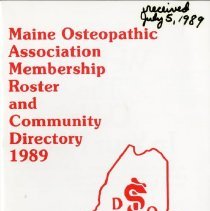 received
July 5, 1989
Maine Osteopathic
Association
Membership
Roster
and
Community
Directory
1989
D O